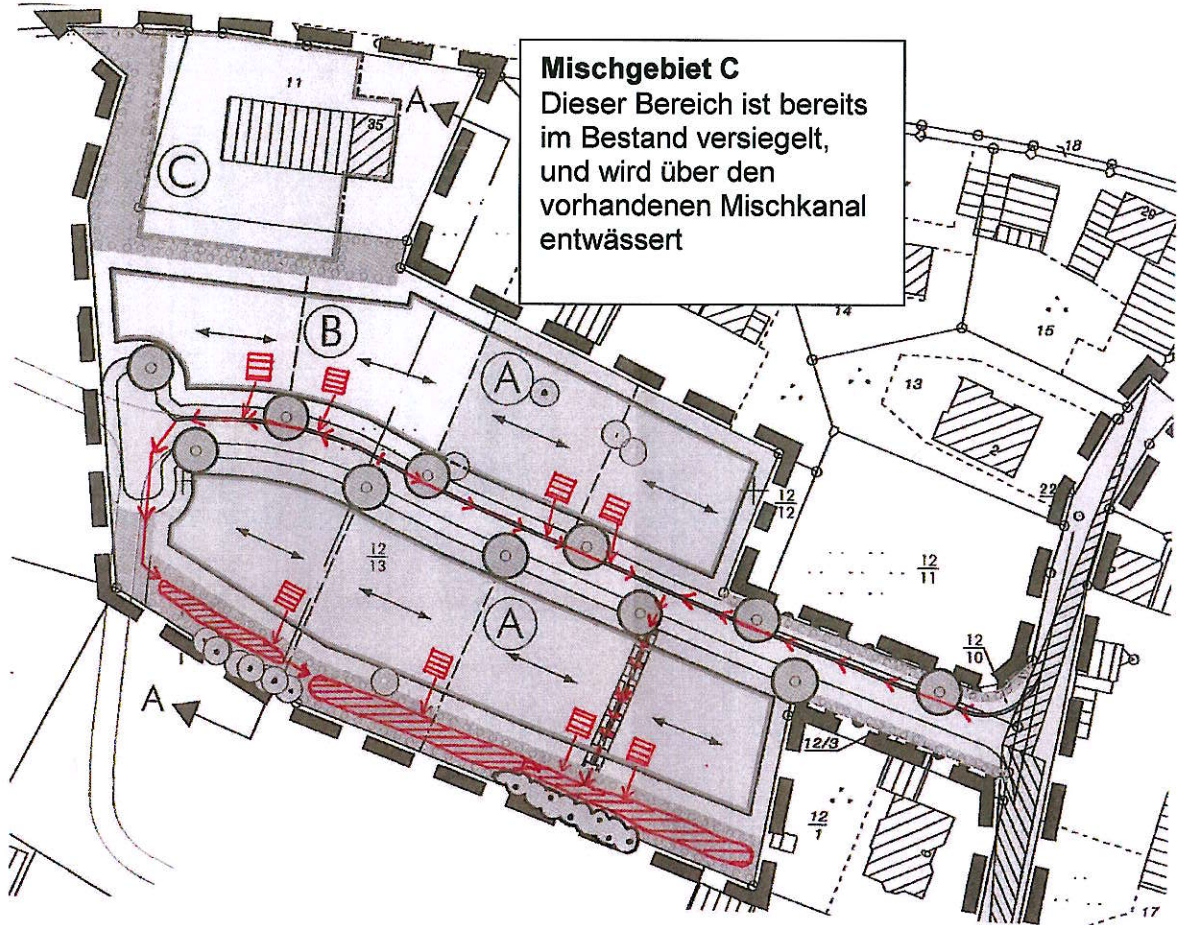 Mischgebiet C
Dieser Bereich ist bereits
im Bestand versiegelt,
und wird über den
vorhandenen Mischkanal
entwässert
11
A
35
C
18
29
14
15
B
13
A
2
22
12
12
12
13
12
11
A
12
10
A
12/3
12
1
17